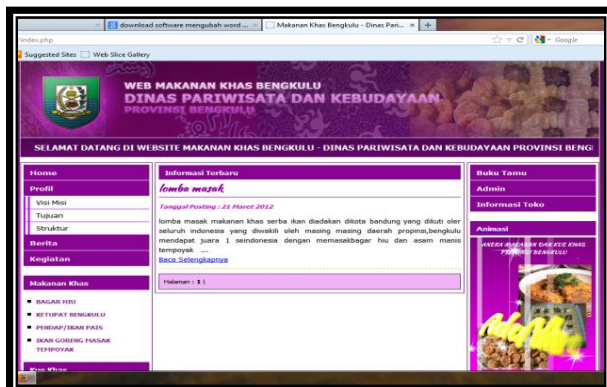 download software mengubah word ...
Makanan Khas Bengkulu - Dinas Pari...
/index.php
Google
Suggested Sites
Web Slice Gallery
WEB MAKANAN KHAS BENGKULU
DINAS PARIWISATA DAN KEBUDAYAAN
PROVINSI BENGKULU
SELAMAT DATANG DI WEBSITE MAKANAN KHAS BENGKULU - DINAS PARIWISATA DAN KEBUDAYAAN PROVINSI BENGI
Home
Profil
Visi Misi
Tujuan
Struktur
Berita
Kegiatan
Makanan Khas
BAGAR HIU
KETUPAT BENGKULU
PENDAP/IKAN PAIS
IKAN GORENG MASAK
TEMPOYAK
Kue Khas
Informasi Terbaru
lomba masak
Tanggal Posting : 21 Maret 2012
lomba masak makanan khas serba ikan diadakan dikota bandung yang dikuti oler
seluruh indonesia yang diwakili oleh masing masing daerah propinsi,bengkulu
mendapat juara 1 seindonesia dengan memasakbagar hiu dan asam manis
tempoyak ...
Baca Selengkapnya
Halaman : 1 |
Buku Tamu
Admin
Informasi Toko
Animasi
ANEKA MAKANAN DAN KUE KHAS
PROVINSI BENGKULU